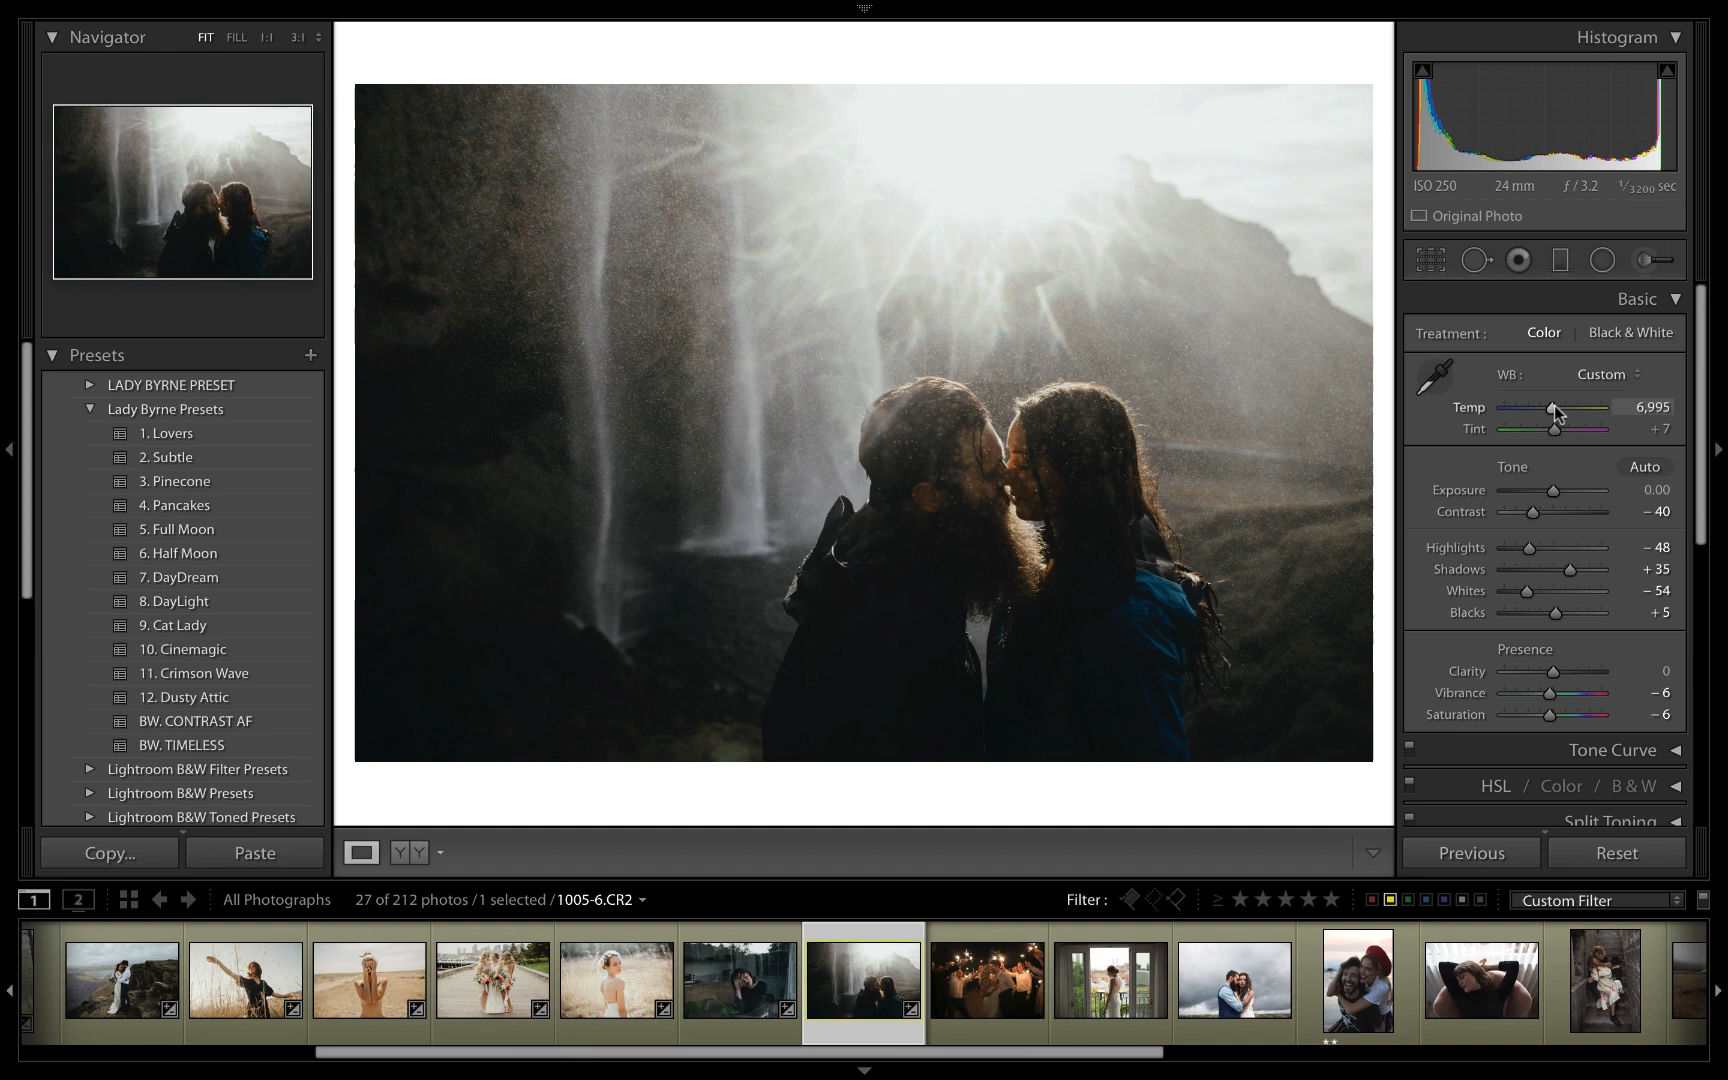 Navigator FIT FILL 1:1 3:1
Presets +
LADY BYRNE PRESET
Lady Byrne Presets
1. Lovers
2. Subtle
3. Pinecone
4. Pancakes
5. Full Moon
6. Half Moon
7. DayDream
8. DayLight
9. Cat Lady
10. Cinemagic
11. Crimson Wave
12. Dusty Attic
BW. CONTRAST AF
BW. TIMELESS
Lightroom B&W Filter Presets
Lightroom B&W Presets
Lightroom B&W Toned Presets
Copy... Paste
Y Y
Histogram
ISO 250 24 mm ƒ / 3.2 1/3200 sec
Original Photo
Basic
Treatment : Color | Black & White
WB : Custom
Temp 6,995
Tint + 7
Tone Auto
Exposure 0.00
Contrast − 40
Highlights − 48
Shadows + 35
Whites − 54
Blacks + 5
Presence
Clarity 0
Vibrance − 6
Saturation − 6
Tone Curve
HSL / Color / B & W
Split Toning
Previous Reset
1 2 All Photographs 27 of 212 photos / 1 selected / 1005-6.CR2 Filter : ≥ ★★★★★ Custom Filter
★★